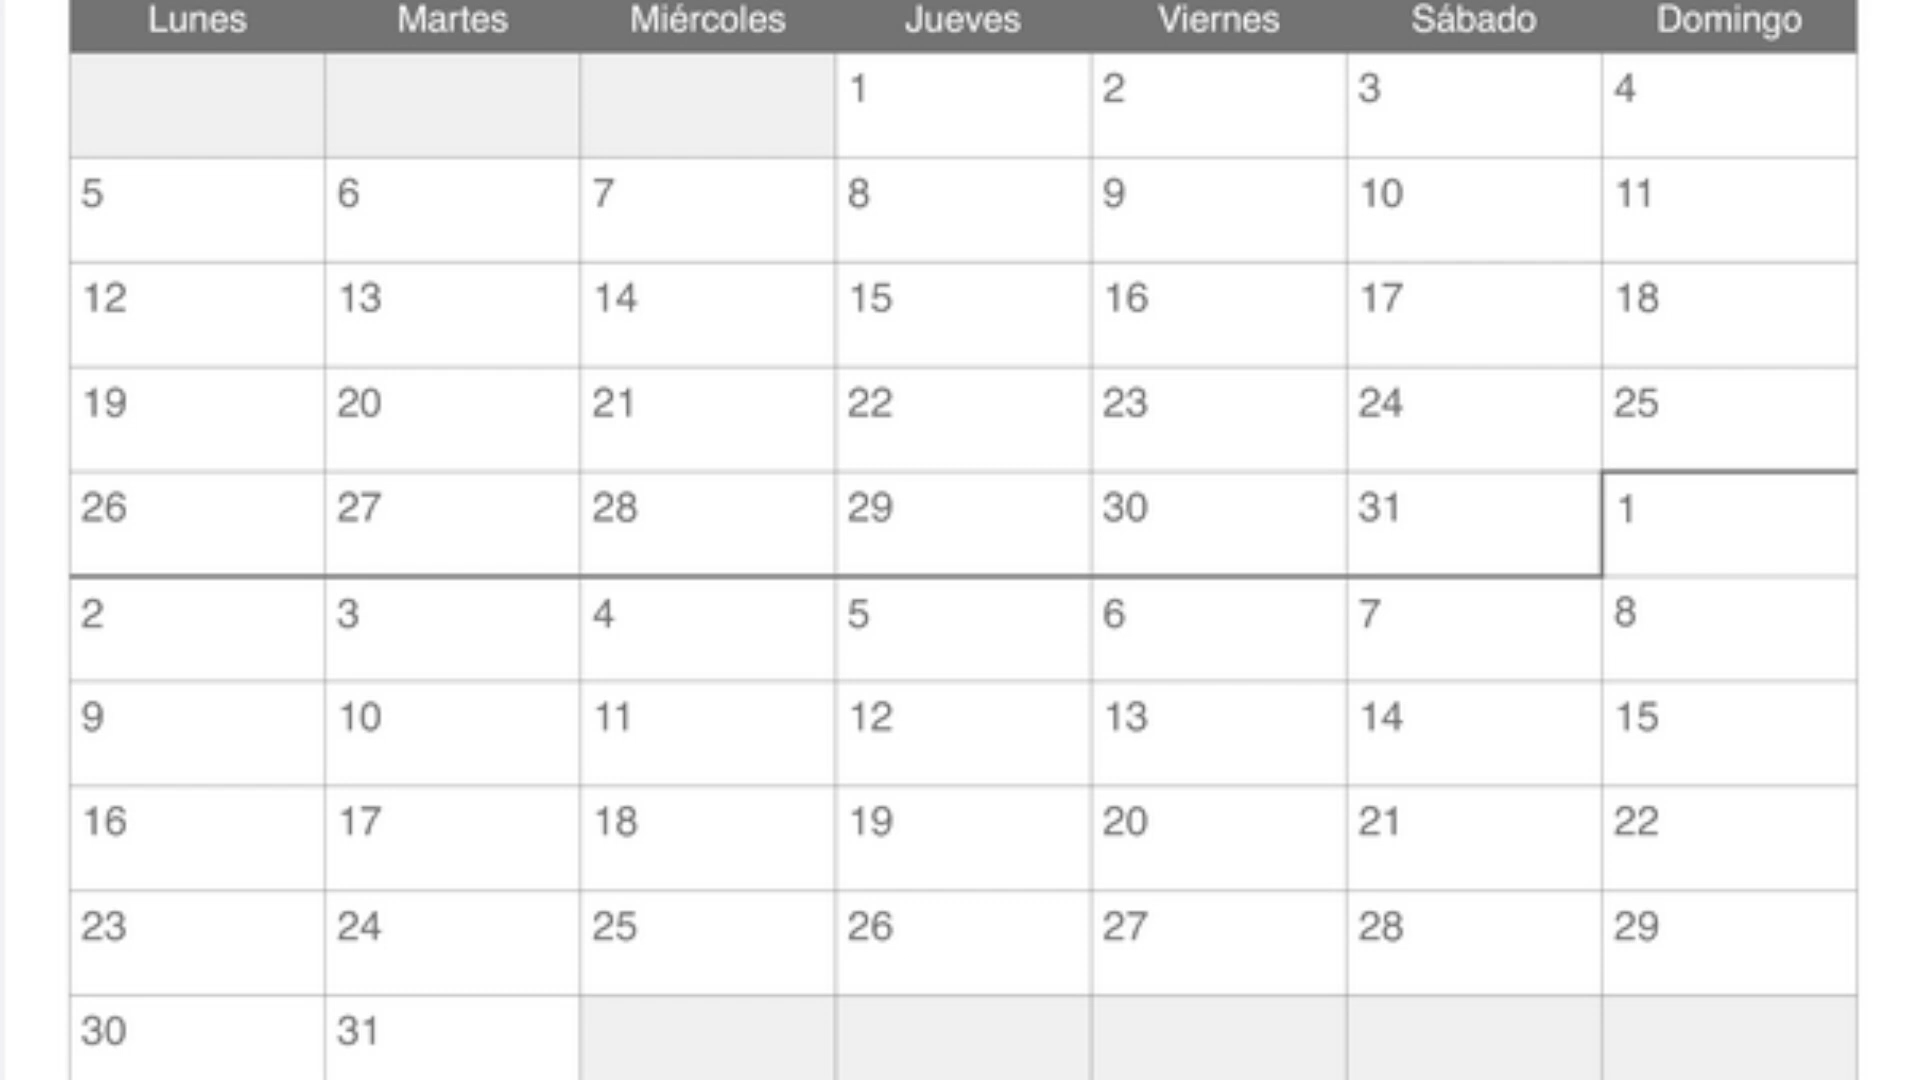 Lunes Martes Miércoles Jueves Viernes Sábado Domingo
1 2 3 4
5 6 7 8 9 10 11
12 13 14 15 16 17 18
19 20 21 22 23 24 25
26 27 28 29 30 31 1
2 3 4 5 6 7 8
9 10 11 12 13 14 15
16 17 18 19 20 21 22
23 24 25 26 27 28 29
30 31